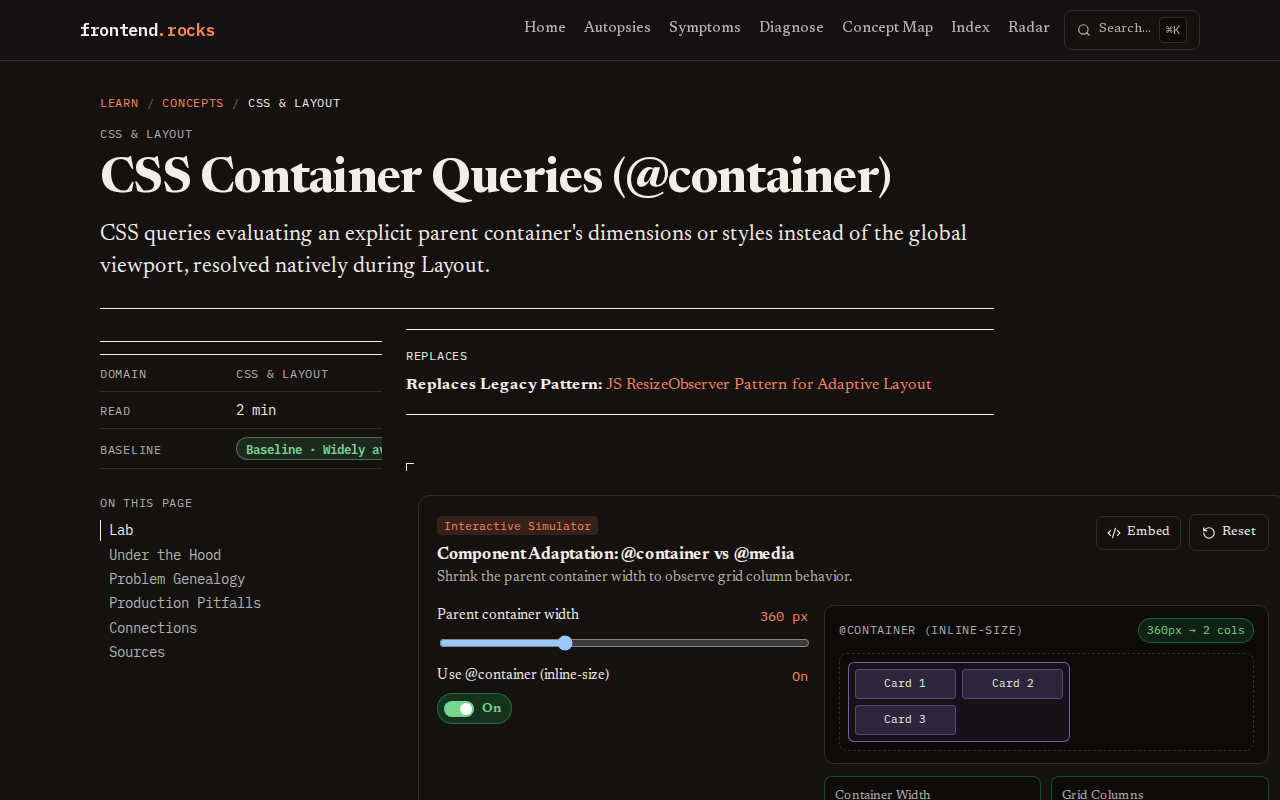 frontend.rocks
Home Autopsies Symptoms Diagnose Concept Map Index Radar Search... ⌘K
LEARN / CONCEPTS / CSS & LAYOUT
CSS & LAYOUT
CSS Container Queries (@container)
CSS queries evaluating an explicit parent container's dimensions or styles instead of the global
viewport, resolved natively during Layout.
DOMAIN CSS & LAYOUT
READ 2 min
BASELINE Baseline · Widely
ON THIS PAGE
Lab
Under the Hood
Problem Genealogy
Production Pitfalls
Connections
Sources
REPLACES
Replaces Legacy Pattern: JS ResizeObserver Pattern for Adaptive Layout
Interactive Simulator
Component Adaptation: @container vs @media
Shrink the parent container width to observe grid column behavior.
Embed Reset
Parent container width 360 px
Use @container (inline-size) On
On
@CONTAINER (INLINE-SIZE) 360px → 2 cols
Card 1 Card 2
Card 3
Container Width Grid Columns